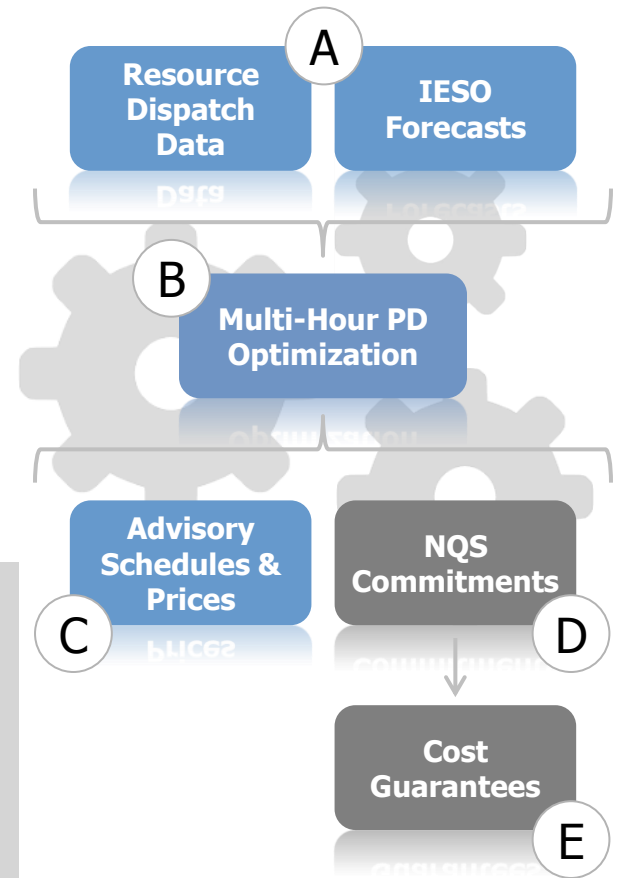 A
Resource
Dispatch
Data
IESO
Forecasts
B
Multi-Hour PD
Optimization
Advisory
Schedules &
Prices
C
NQS
Commitments
D
Cost
Guarantees
E